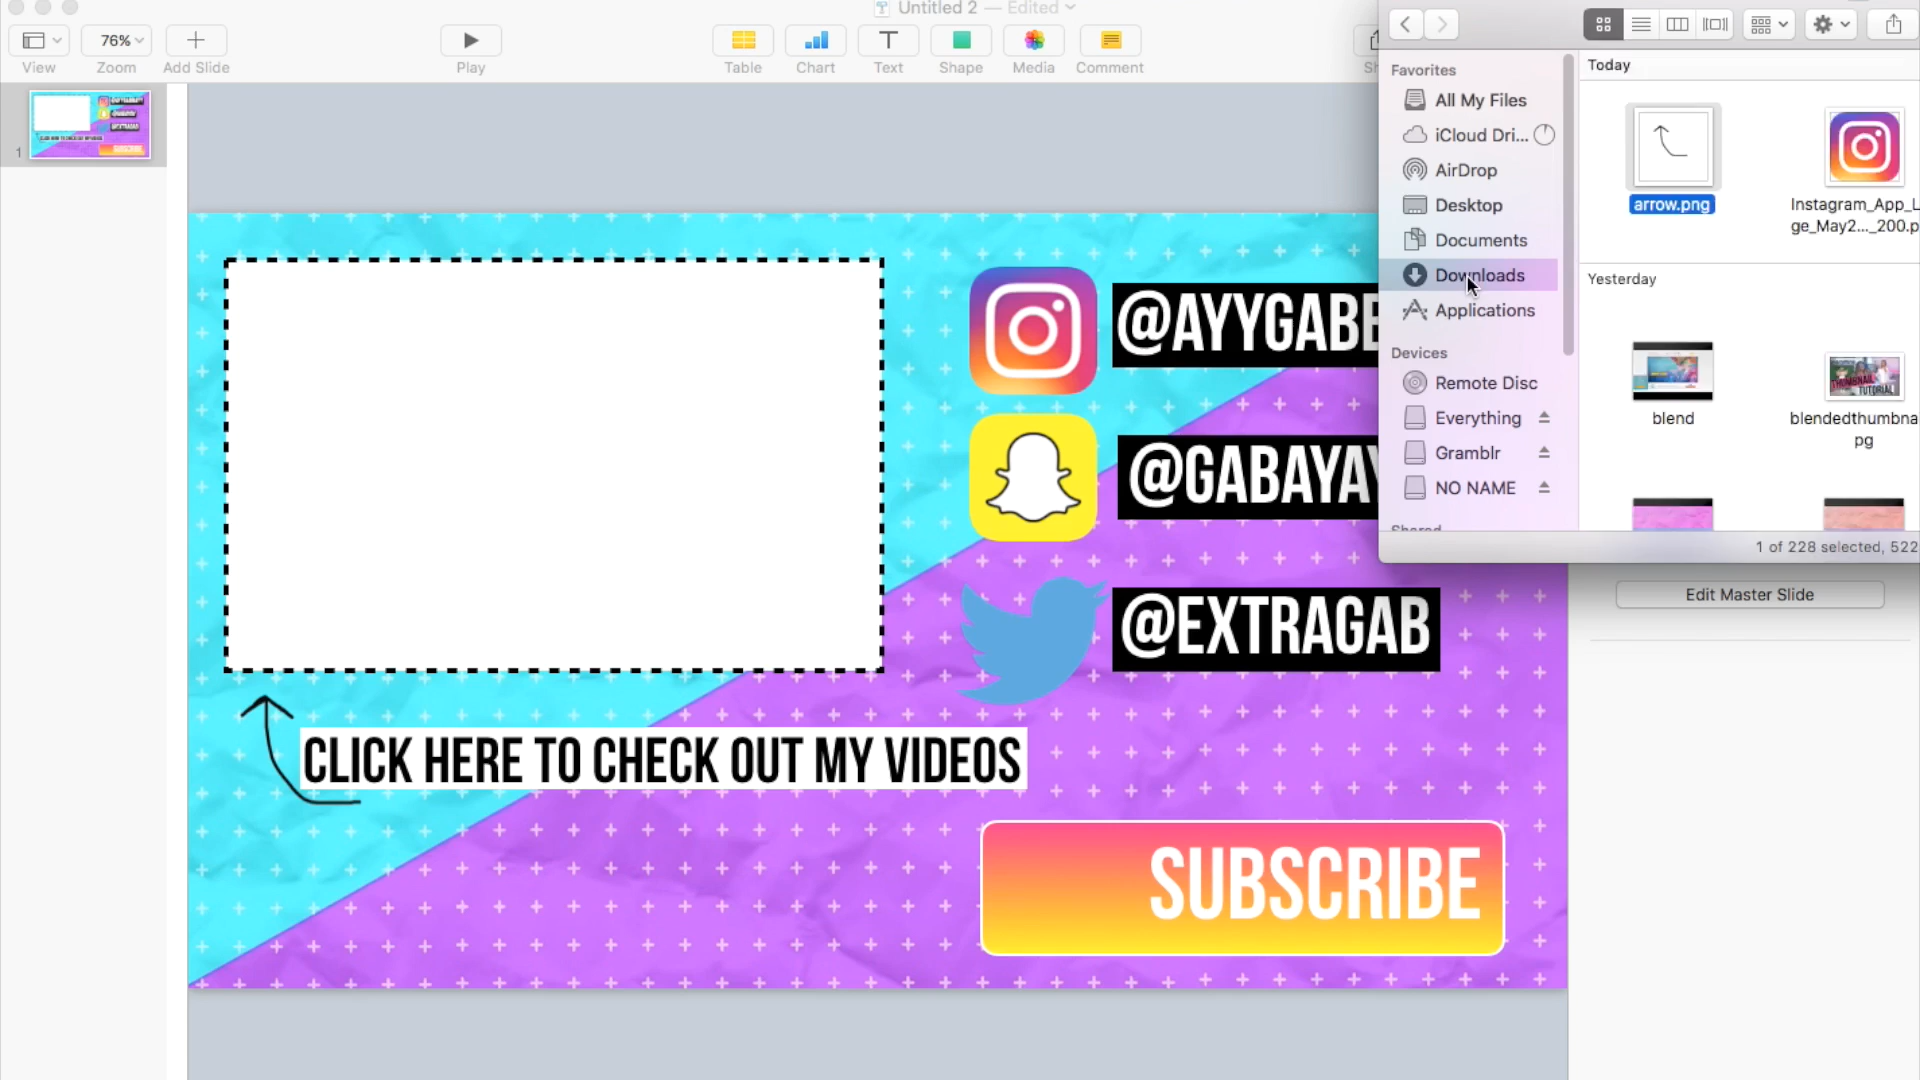 Untitled 2 — Edited
76%
View
Zoom
Add Slide
Play
Table
Chart
Text
Shape
Media
Comment
Sh
1
@AYYGABE
@GABAYAY
@EXTRAGAB
CLICK HERE TO CHECK OUT MY VIDEOS
SUBSCRIBE
Favorites
All My Files
iCloud Dri...
AirDrop
Desktop
Documents
Downloads
Applications
Devices
Remote Disc
Everything
Gramblr
NO NAME
Shared
Today
arrow.png
Instagram_App_L
ge_May2..._200.p
Yesterday
blend
blendedthumbna
pg
1 of 228 selected, 522
Edit Master Slide